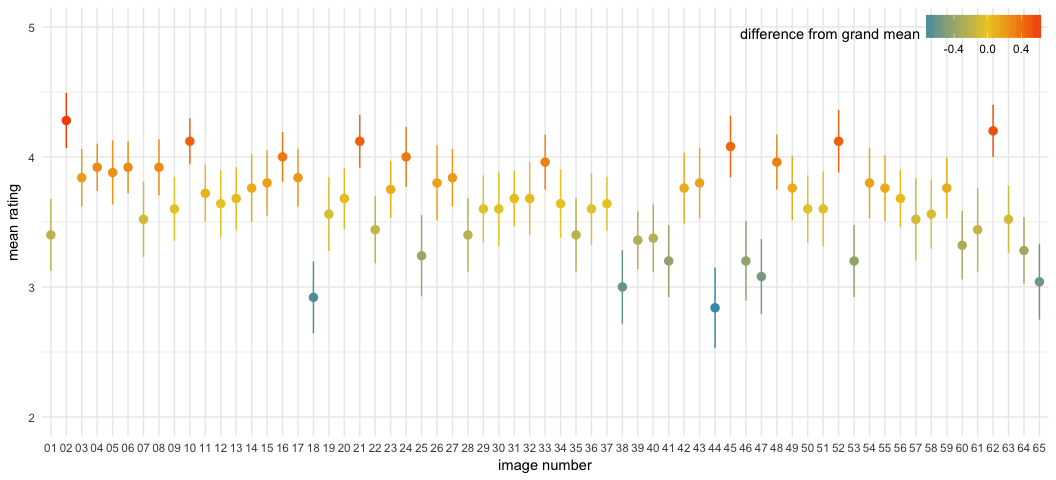 difference from grand mean
-0.4 0.0 0.4
5
4
3
2
mean rating
01 02 03 04 05 06 07 08 09 10 11 12 13 14 15 16 17 18 19 20 21 22 23 24 25 26 27 28 29 30 31 32 33 34 35 36 37 38 39 40 41 42 43 44 45 46 47 48 49 50 51 52 53 54 55 56 57 58 59 60 61 62 63 64 65
image number